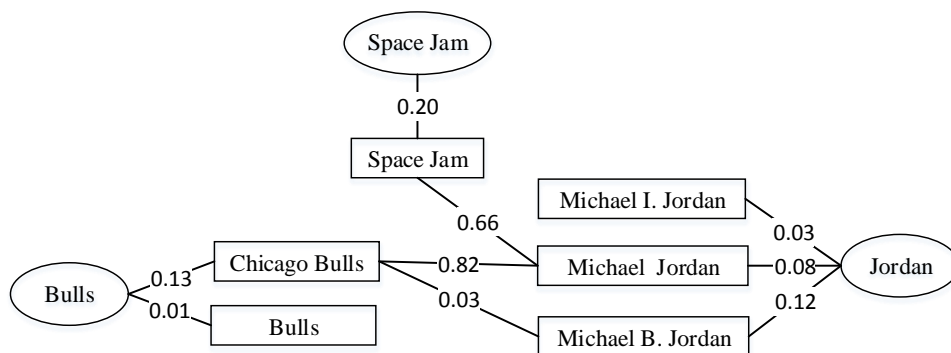 Space Jam
0.20
Space Jam
Michael I. Jordan
0.66
0.03
Chicago Bulls
0.82
Michael Jordan
0.08
Jordan
0.13
Bulls
0.01
0.03
0.12
Bulls
Michael B. Jordan